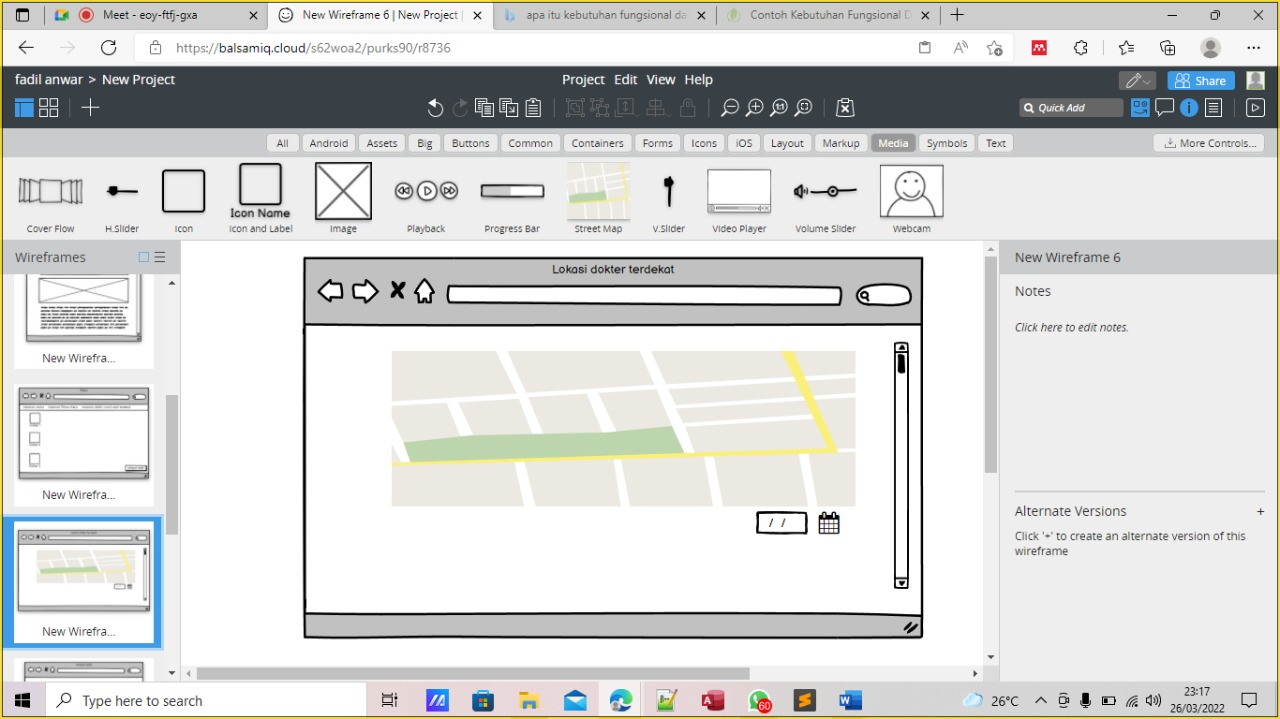 Meet - eoy-ftfj-gxa
New Wireframe 6 | New Project |
apa itu kebutuhan fungsional da
Contoh Kebutuhan Fungsional D
https://balsamiq.cloud/s62woa2/purks90/r8736
fadil anwar > New Project
Project Edit View Help
Share
Quick Add
All Android Assets Big Buttons Common Containers Forms Icons iOS Layout Markup Media Symbols Text
More Controls...
Icon Name
Cover Flow H.Slider Icon Icon and Label Image Playback Progress Bar Street Map V.Slider Video Player Volume Slider Webcam
Wireframes
New Wirefra...
New Wirefra...
New Wirefra...
Lokasi dokter terdekat
/ /
New Wireframe 6
Notes
Click here to edit notes.
Alternate Versions +
Click '+' to create an alternate version of this
wireframe
Type here to search
60
26°C
23:17
26/03/2022